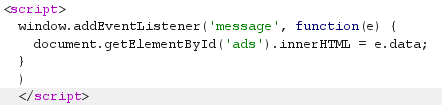 <script>
window.addEventListener('message', function(e) {
document.getElementById('ads').innerHTML = e.data;
}
)
</script>